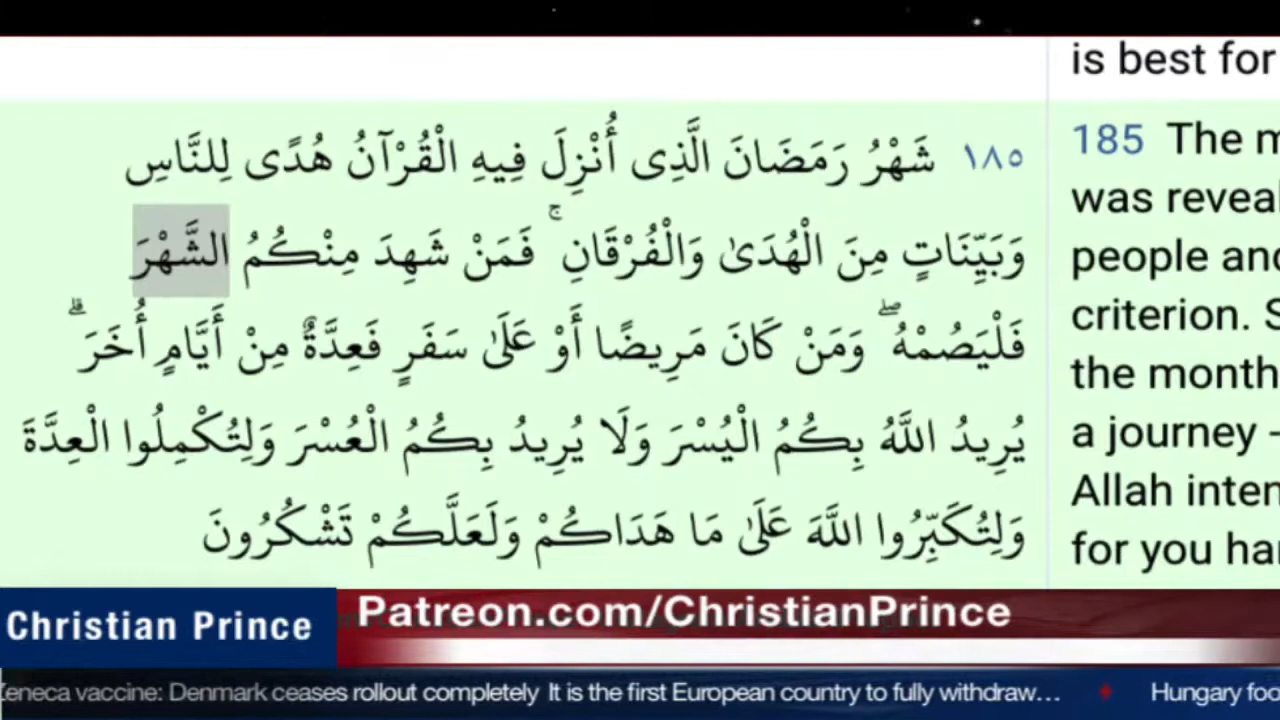 is best for
١٨٥ شَهْرُ رَمَضَانَ الَّذِى أُنْزِلَ فِيهِ الْقُرْآنُ هُدًى لِلنَّاسِ
وَبَيِّنَاتٍ مِنَ الْهُدَىٰ وَالْفُرْقَانِ ۚ فَمَنْ شَهِدَ مِنْكُمُ الشَّهْرَ
فَلْيَصُمْهُ ۖ وَمَنْ كَانَ مَرِيضًا أَوْ عَلَىٰ سَفَرٍ فَعِدَّةٌ مِنْ أَيَّامٍ أُخَرَ ۗ
يُرِيدُ اللَّهُ بِكُمُ الْيُسْرَ وَلَا يُرِيدُ بِكُمُ الْعُسْرَ وَلِتُكْمِلُوا الْعِدَّةَ
وَلِتُكَبِّرُوا اللَّهَ عَلَىٰ مَا هَدَاكُمْ وَلَعَلَّكُمْ تَشْكُرُونَ
185 The m
was reveal
people and
criterion. S
the month
a journey -
Allah inten
for you har
Christian Prince
Patreon.com/ChristianPrince
Zeneca vaccine: Denmark ceases rollout completely It is the first European country to fully withdraw… Hungary foo